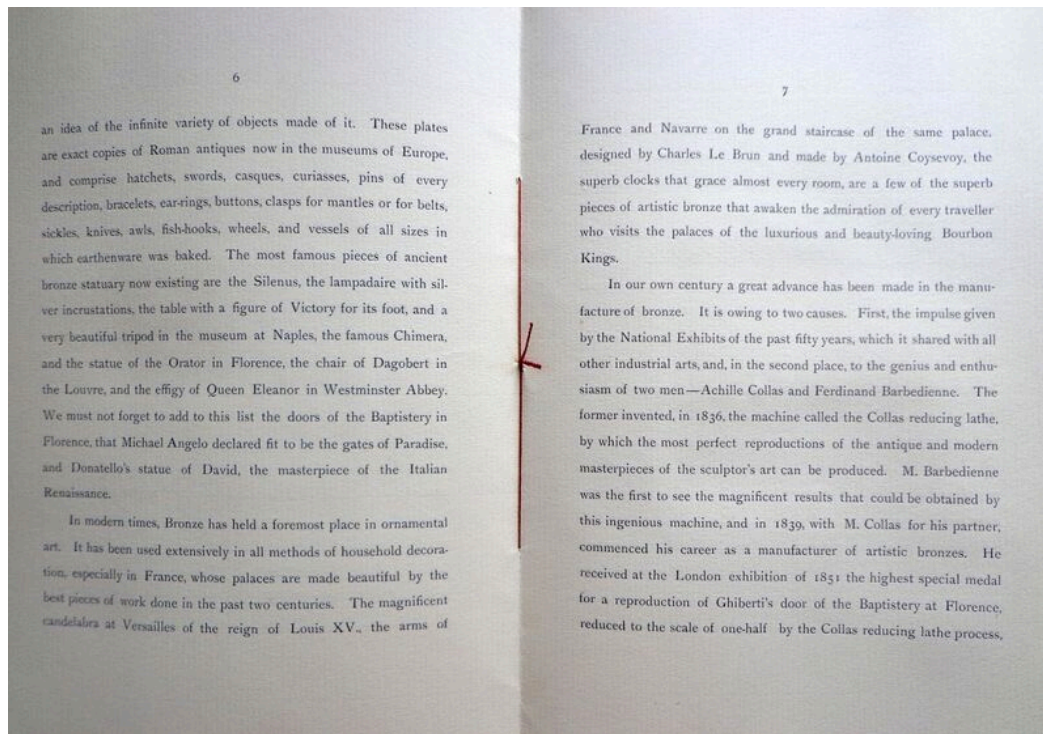 6
an idea of the infinite variety of objects made of it. These plates
are exact copies of Roman antiques now in the museums of Europe,
and comprise hatchets, swords, casques, curiasses, pins of every
description, bracelets, ear-rings, buttons, clasps for mantles or for belts,
sickles, knives, awls, fish-hooks, wheels, and vessels of all sizes in
which earthenware was baked. The most famous pieces of ancient
bronze statuary now existing are the Silenus, the lampadaire with sil-
ver incrustations, the table with a figure of Victory for its foot, and a
very beautiful tripod in the museum at Naples, the famous Chimera,
and the statue of the Orator in Florence, the chair of Dagobert in
the Louvre, and the effigy of Queen Eleanor in Westminster Abbey.
We must not forget to add to this list the doors of the Baptistery in
Florence, that Michael Angelo declared fit to be the gates of Paradise,
and Donatello's statue of David, the masterpiece of the Italian
Renaissance.
In modern times, Bronze has held a foremost place in ornamental
art. It has been used extensively in all methods of household decora-
tion, especially in France, whose palaces are made beautiful by the
best pieces of work done in the past two centuries. The magnificent
candelabra at Versailles of the reign of Louis XV., the arms of
7
France and Navarre on the grand staircase of the same palace,
designed by Charles Le Brun and made by Antoine Coysevoy, the
superb clocks that grace almost every room, are a few of the superb
pieces of artistic bronze that awaken the admiration of every traveller
who visits the palaces of the luxurious and beauty-loving Bourbon
Kings.
In our own century a great advance has been made in the manu-
facture of bronze. It is owing to two causes. First, the impulse given
by the National Exhibits of the past fifty years, which it shared with all
other industrial arts, and, in the second place, to the genius and enthu-
siasm of two men—Achille Collas and Ferdinand Barbedienne. The
former invented, in 1836, the machine called the Collas reducing lathe,
by which the most perfect reproductions of the antique and modern
masterpieces of the sculptor's art can be produced. M. Barbedienne
was the first to see the magnificent results that could be obtained by
this ingenious machine, and in 1839, with M. Collas for his partner,
commenced his career as a manufacturer of artistic bronzes. He
received at the London exhibition of 1851 the highest special medal
for a reproduction of Ghiberti's door of the Baptistery at Florence,
reduced to the scale of one-half by the Collas reducing lathe process,